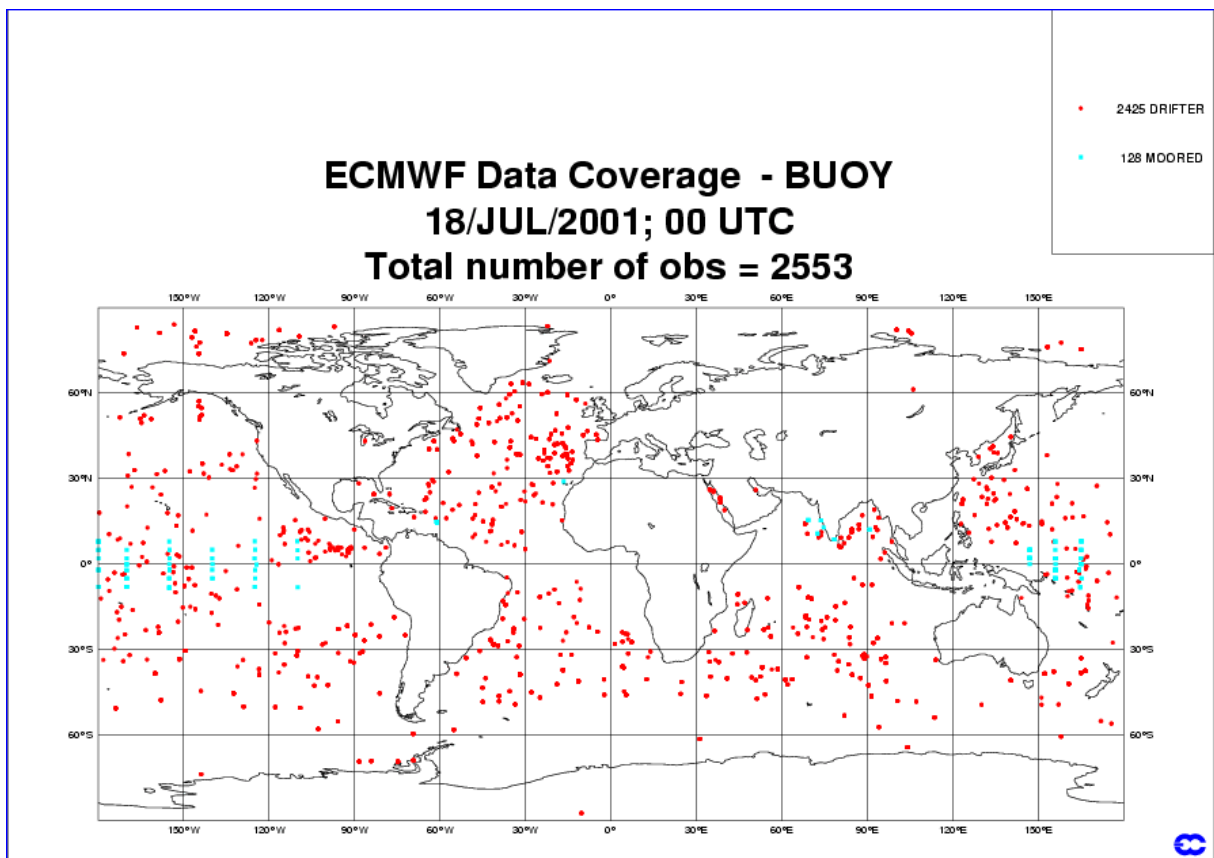 2425 DRIFTER
128 MOORED
ECMWF Data Coverage - BUOY
18/JUL/2001; 00 UTC
Total number of obs = 2553
150°W 120°W 90°W 60°W 30°W 0° 30°E 60°E 90°E 120°E 150°E
60°N 60°N
30°N 30°N
0° 0°
30°S 30°S
60°S 60°S
150°W 120°W 90°W 60°W 30°W 0° 30°E 60°E 90°E 120°E 150°E